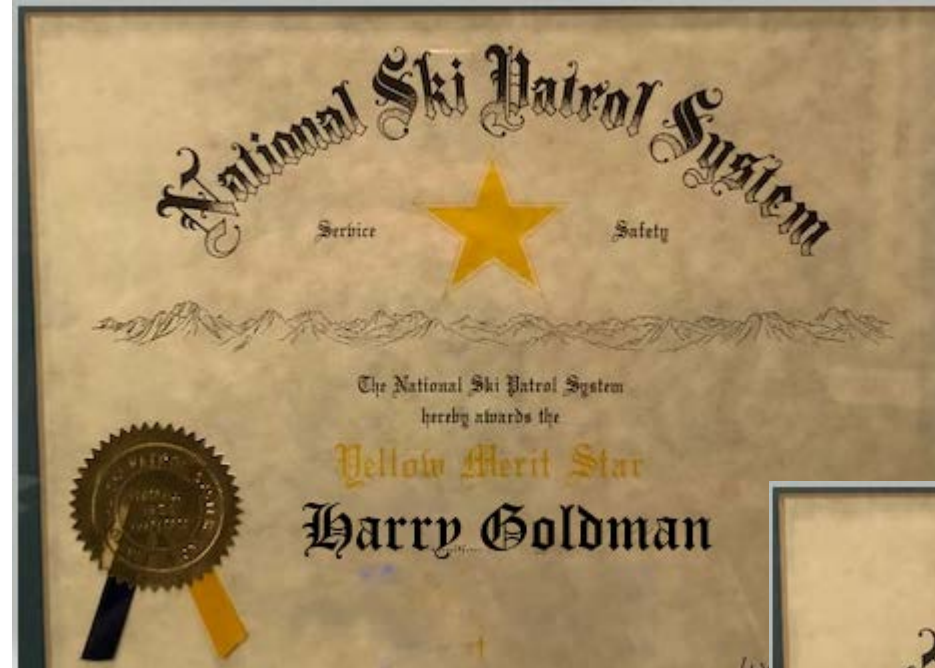 National Ski Patrol System
Service Safety
The National Ski Patrol System
hereby awards the
Yellow Merit Star
Harry Goldman